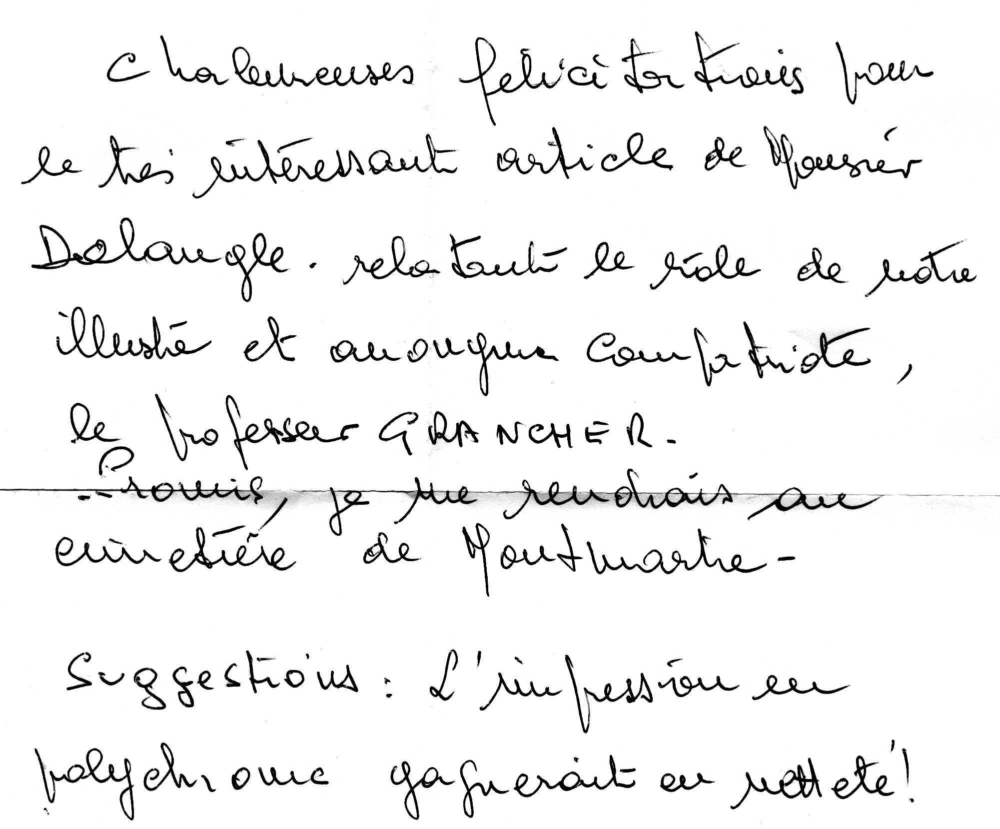 Chaleureuses félicitations pour
le très intéressant article de Monsieur
Delangle. relatant le rôle de notre
illustre et anonyme compatriote,
le professeur GRANCHER.
-- Promis, je me rendrais au
cimetière de Montmartre -
Suggestions : L'impression en
polychrome gagnerait en netteté !